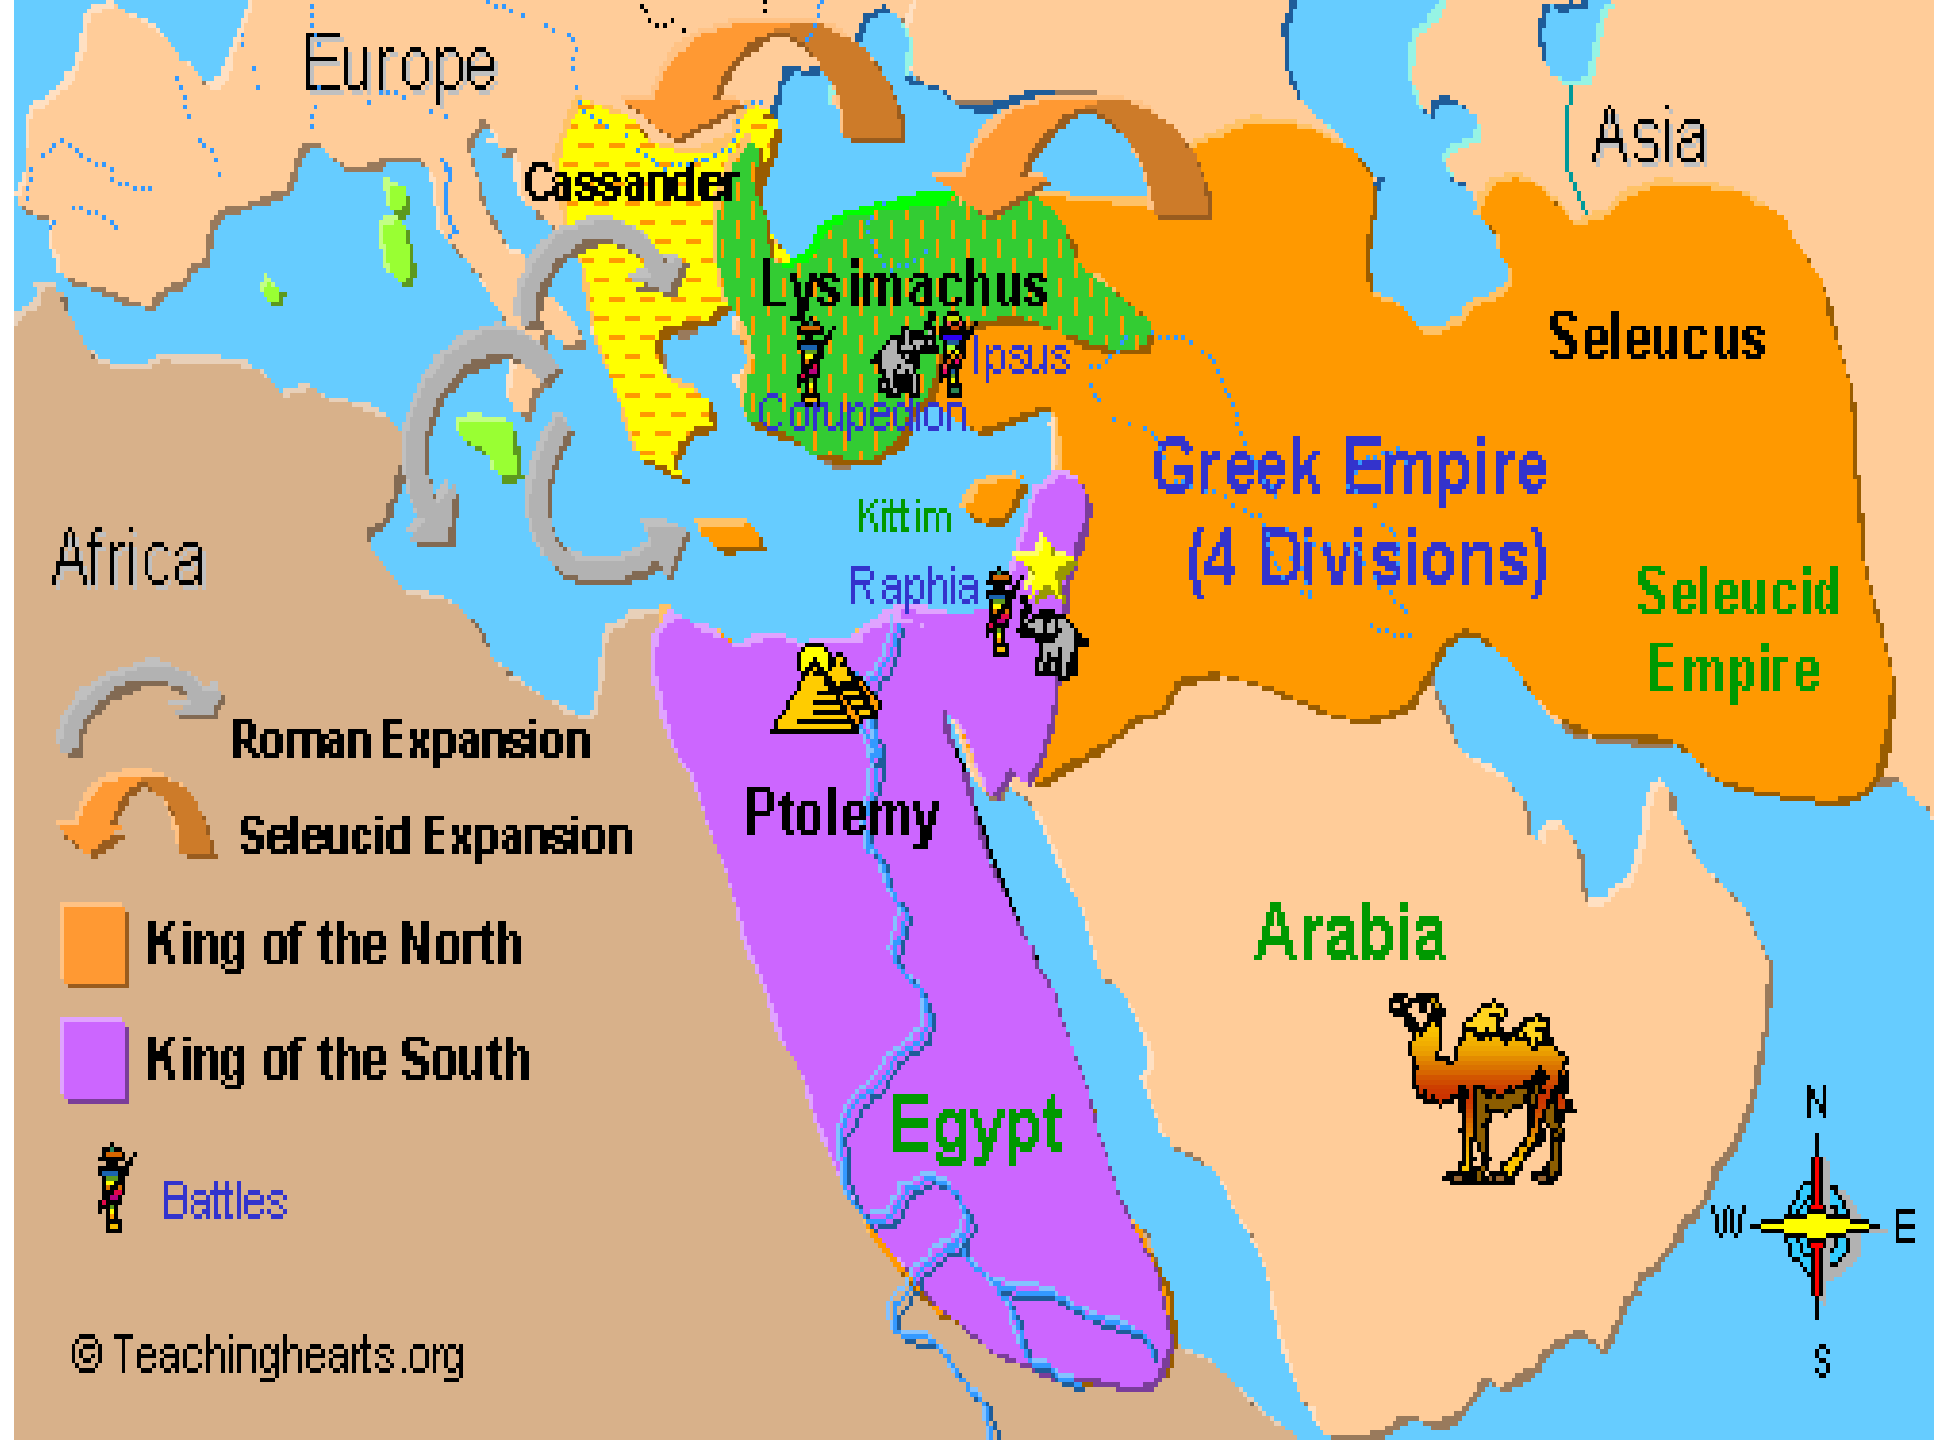 Europe
Asia
Cassander
Lysimachus
Seleucus
Ipsus
Corupedion
Greek Empire
(4 Divisions)
Kittim
Africa
Raphia
Seleucid
Empire
Roman Expansion
Ptolemy
Seleucid Expansion
King of the North
Arabia
King of the South
Egypt
N
Battles
W
E
© Teachinghearts.org
S